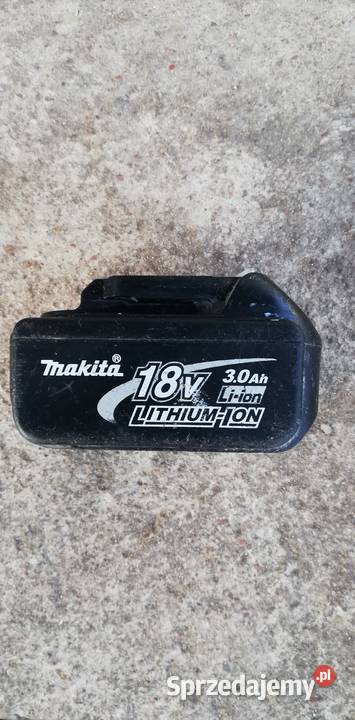 makita®
18V
3.0Ah
Li-ion
LITHIUM-ION
Sprzedajemy.pl